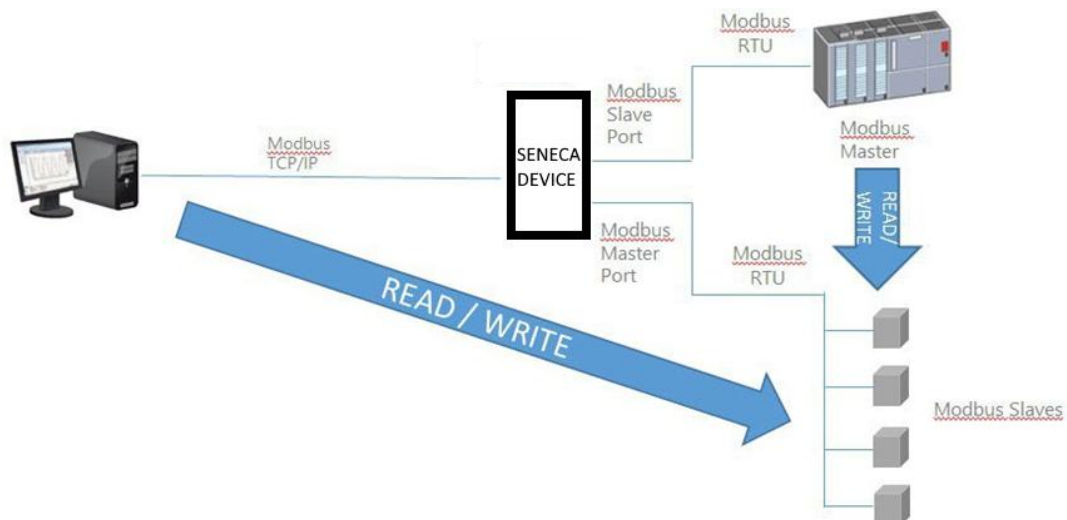 Modbus
RTU
Modbus
Slave
Port
Modbus
TCP/IP
SENECA
DEVICE
Modbus
Master
READ/
WRITE
Modbus
Master
Port
Modbus
RTU
READ / WRITE
Modbus Slaves